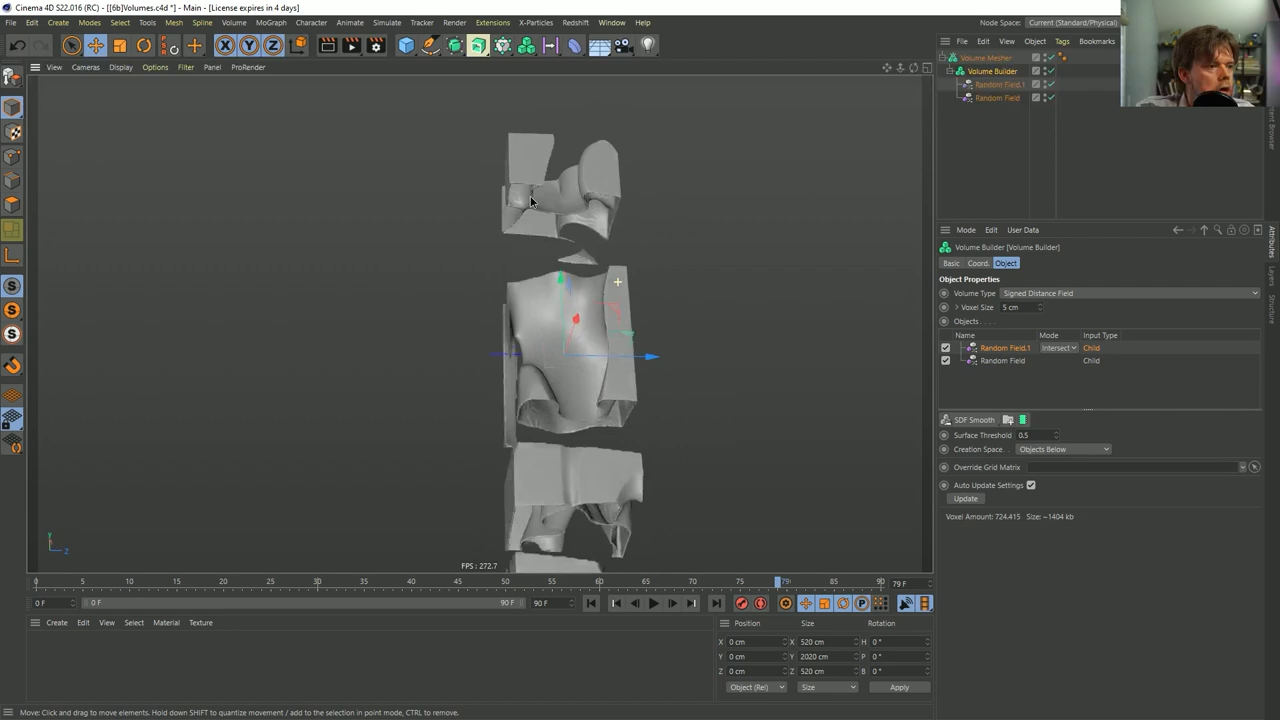 Cinema 4D S22.016 (RC) - [[6b]Volumes.c4d *] - Main - [License expires in 4 days]
File Edit Create Modes Select Tools Mesh Spline Volume MoGraph Character Animate Simulate Tracker Render Extensions X-Particles Redshift Window Help
Node Space: Current (Standard/Physical)
View Cameras Display Options Filter Panel ProRender
File Edit View Object Tags Bookmarks
Volume Mesher
Volume Builder
Random Field.1
Random Field
Mode Edit User Data
Volume Builder [Volume Builder]
Basic Coord. Object
Object Properties
Volume Type Signed Distance Field
Voxel Size 5 cm
Objects . . . .
Name Mode Input Type
Random Field.1 Intersect Child
Random Field Child
SDF Smooth
Surface Threshold 0.5
Creation Space. . Objects Below
Override Grid Matrix
Auto Update Settings
Update
Voxel Amount: 724.415 Size: ~1404 kb
Attributes
Layers
Structure
Y
Z
FPS : 272.7
0 5 10 15 20 25 30 35 40 45 50 55 60 65 70 75 79 85 90 79 F
0 F 0 F 90 F 90 F
Create Edit View Select Material Texture
Position Size Rotation
X 0 cm X 520 cm H 0 °
Y 0 cm Y 2020 cm P 0 °
Z 0 cm Z 520 cm B 0 °
Object (Rel) Size Apply
Move: Click and drag to move elements. Hold down SHIFT to quantize movement / add to the selection in point mode, CTRL to remove.